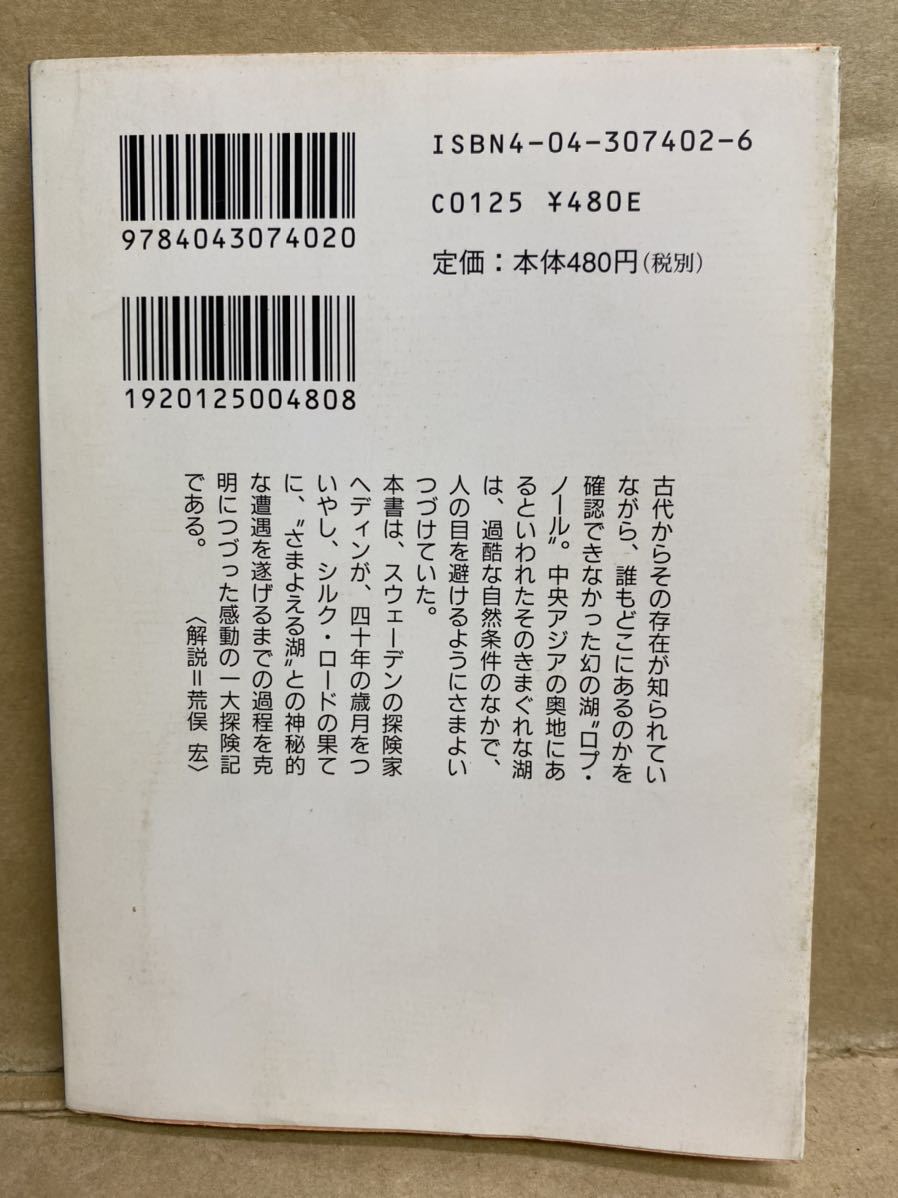 ISBN4-04-307402-6
C0125 ¥480E
定価：本体480円（税別）
9784043074020
1920125004808
古代からその存在が知られてい
ながら、誰もどこにあるのかを
確認できなかった幻の湖〝ロプ・
ノール〟。中央アジアの奥地にあ
るといわれたそのきまぐれな湖
は、過酷な自然条件のなかで、
人の目を避けるようにさまよい
つづけていた。
本書は、スウェーデンの探険家
ヘディンが、四十年の歳月をつ
いやし、シルク・ロードの果て
に、〝さまよえる湖〟との神秘的
な遭遇を遂げるまでの過程を克
明につづった感動の一大探険記
である。　〈解説＝荒俣 宏〉